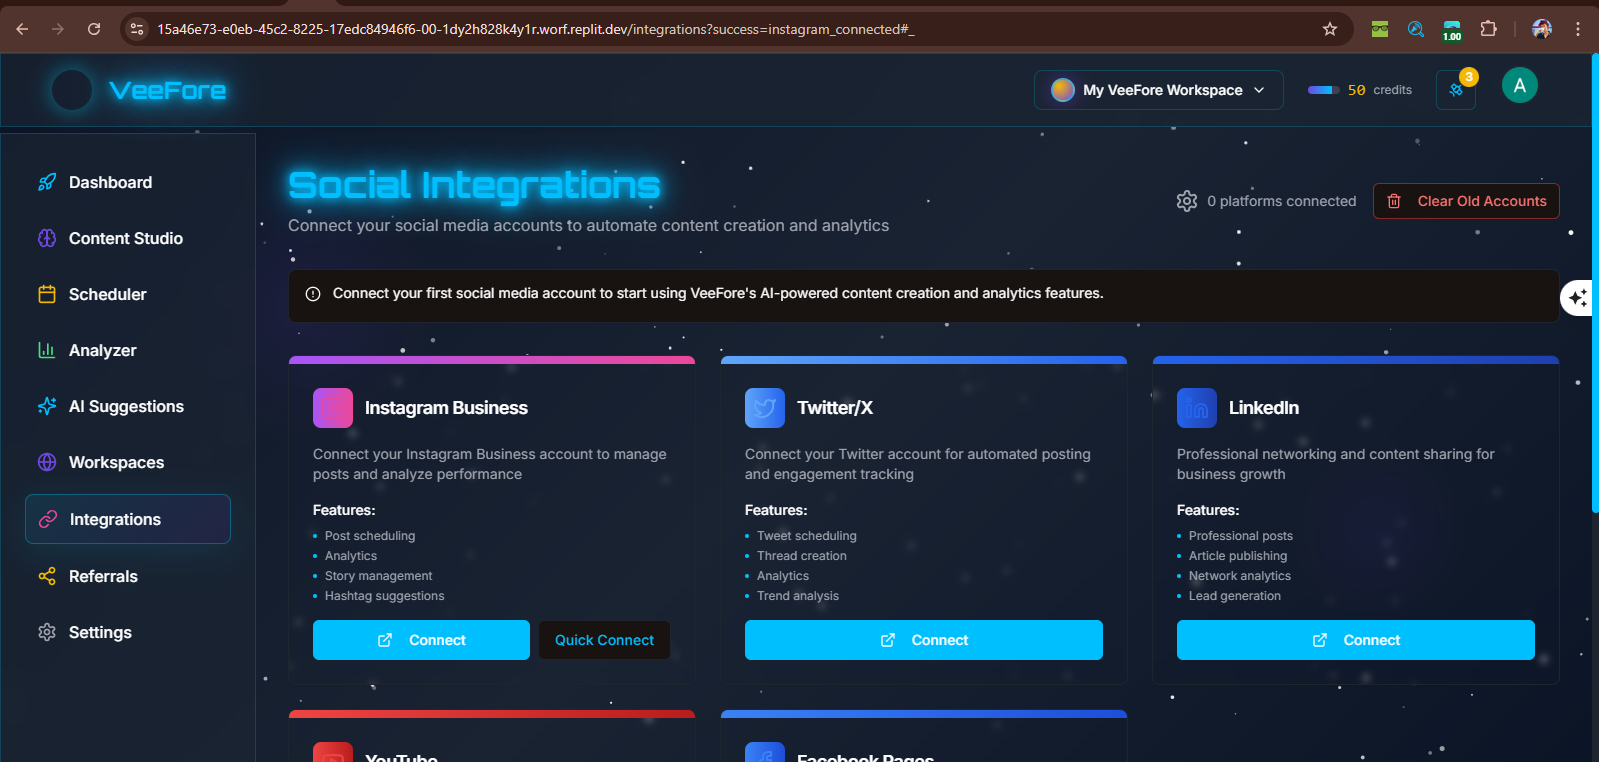 15a46e73-e0eb-45c2-8225-17edc84946f6-00-1dy2h828k4y1r.worf.replit.dev/integrations?success=instagram_connected#_
1.00
VeeFore
My VeeFore Workspace
50 credits
3
A
Dashboard
Content Studio
Scheduler
Analyzer
AI Suggestions
Workspaces
Integrations
Referrals
Settings
Social Integrations
Connect your social media accounts to automate content creation and analytics
0 platforms connected
Clear Old Accounts
Connect your first social media account to start using VeeFore's AI-powered content creation and analytics features.
Instagram Business
Connect your Instagram Business account to manage
posts and analyze performance
Features:
Post scheduling
Analytics
Story management
Hashtag suggestions
Connect
Quick Connect
Twitter/X
Connect your Twitter account for automated posting
and engagement tracking
Features:
Tweet scheduling
Thread creation
Analytics
Trend analysis
Connect
LinkedIn
Professional networking and content sharing for
business growth
Features:
Professional posts
Article publishing
Network analytics
Lead generation
Connect
YouTube
Facebook Pages